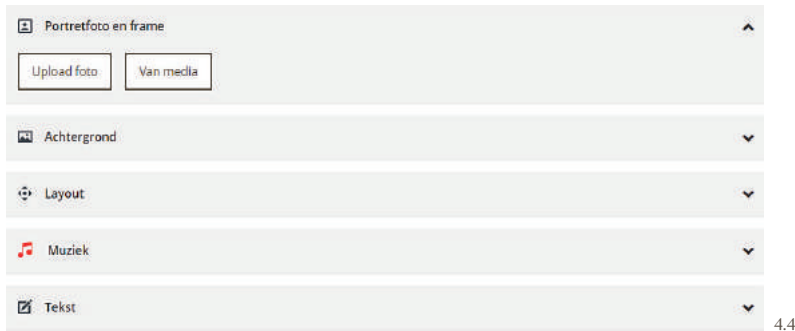 Portretfoto en frame
Upload foto Van media
Achtergrond
Layout
Muziek
Tekst
4.4